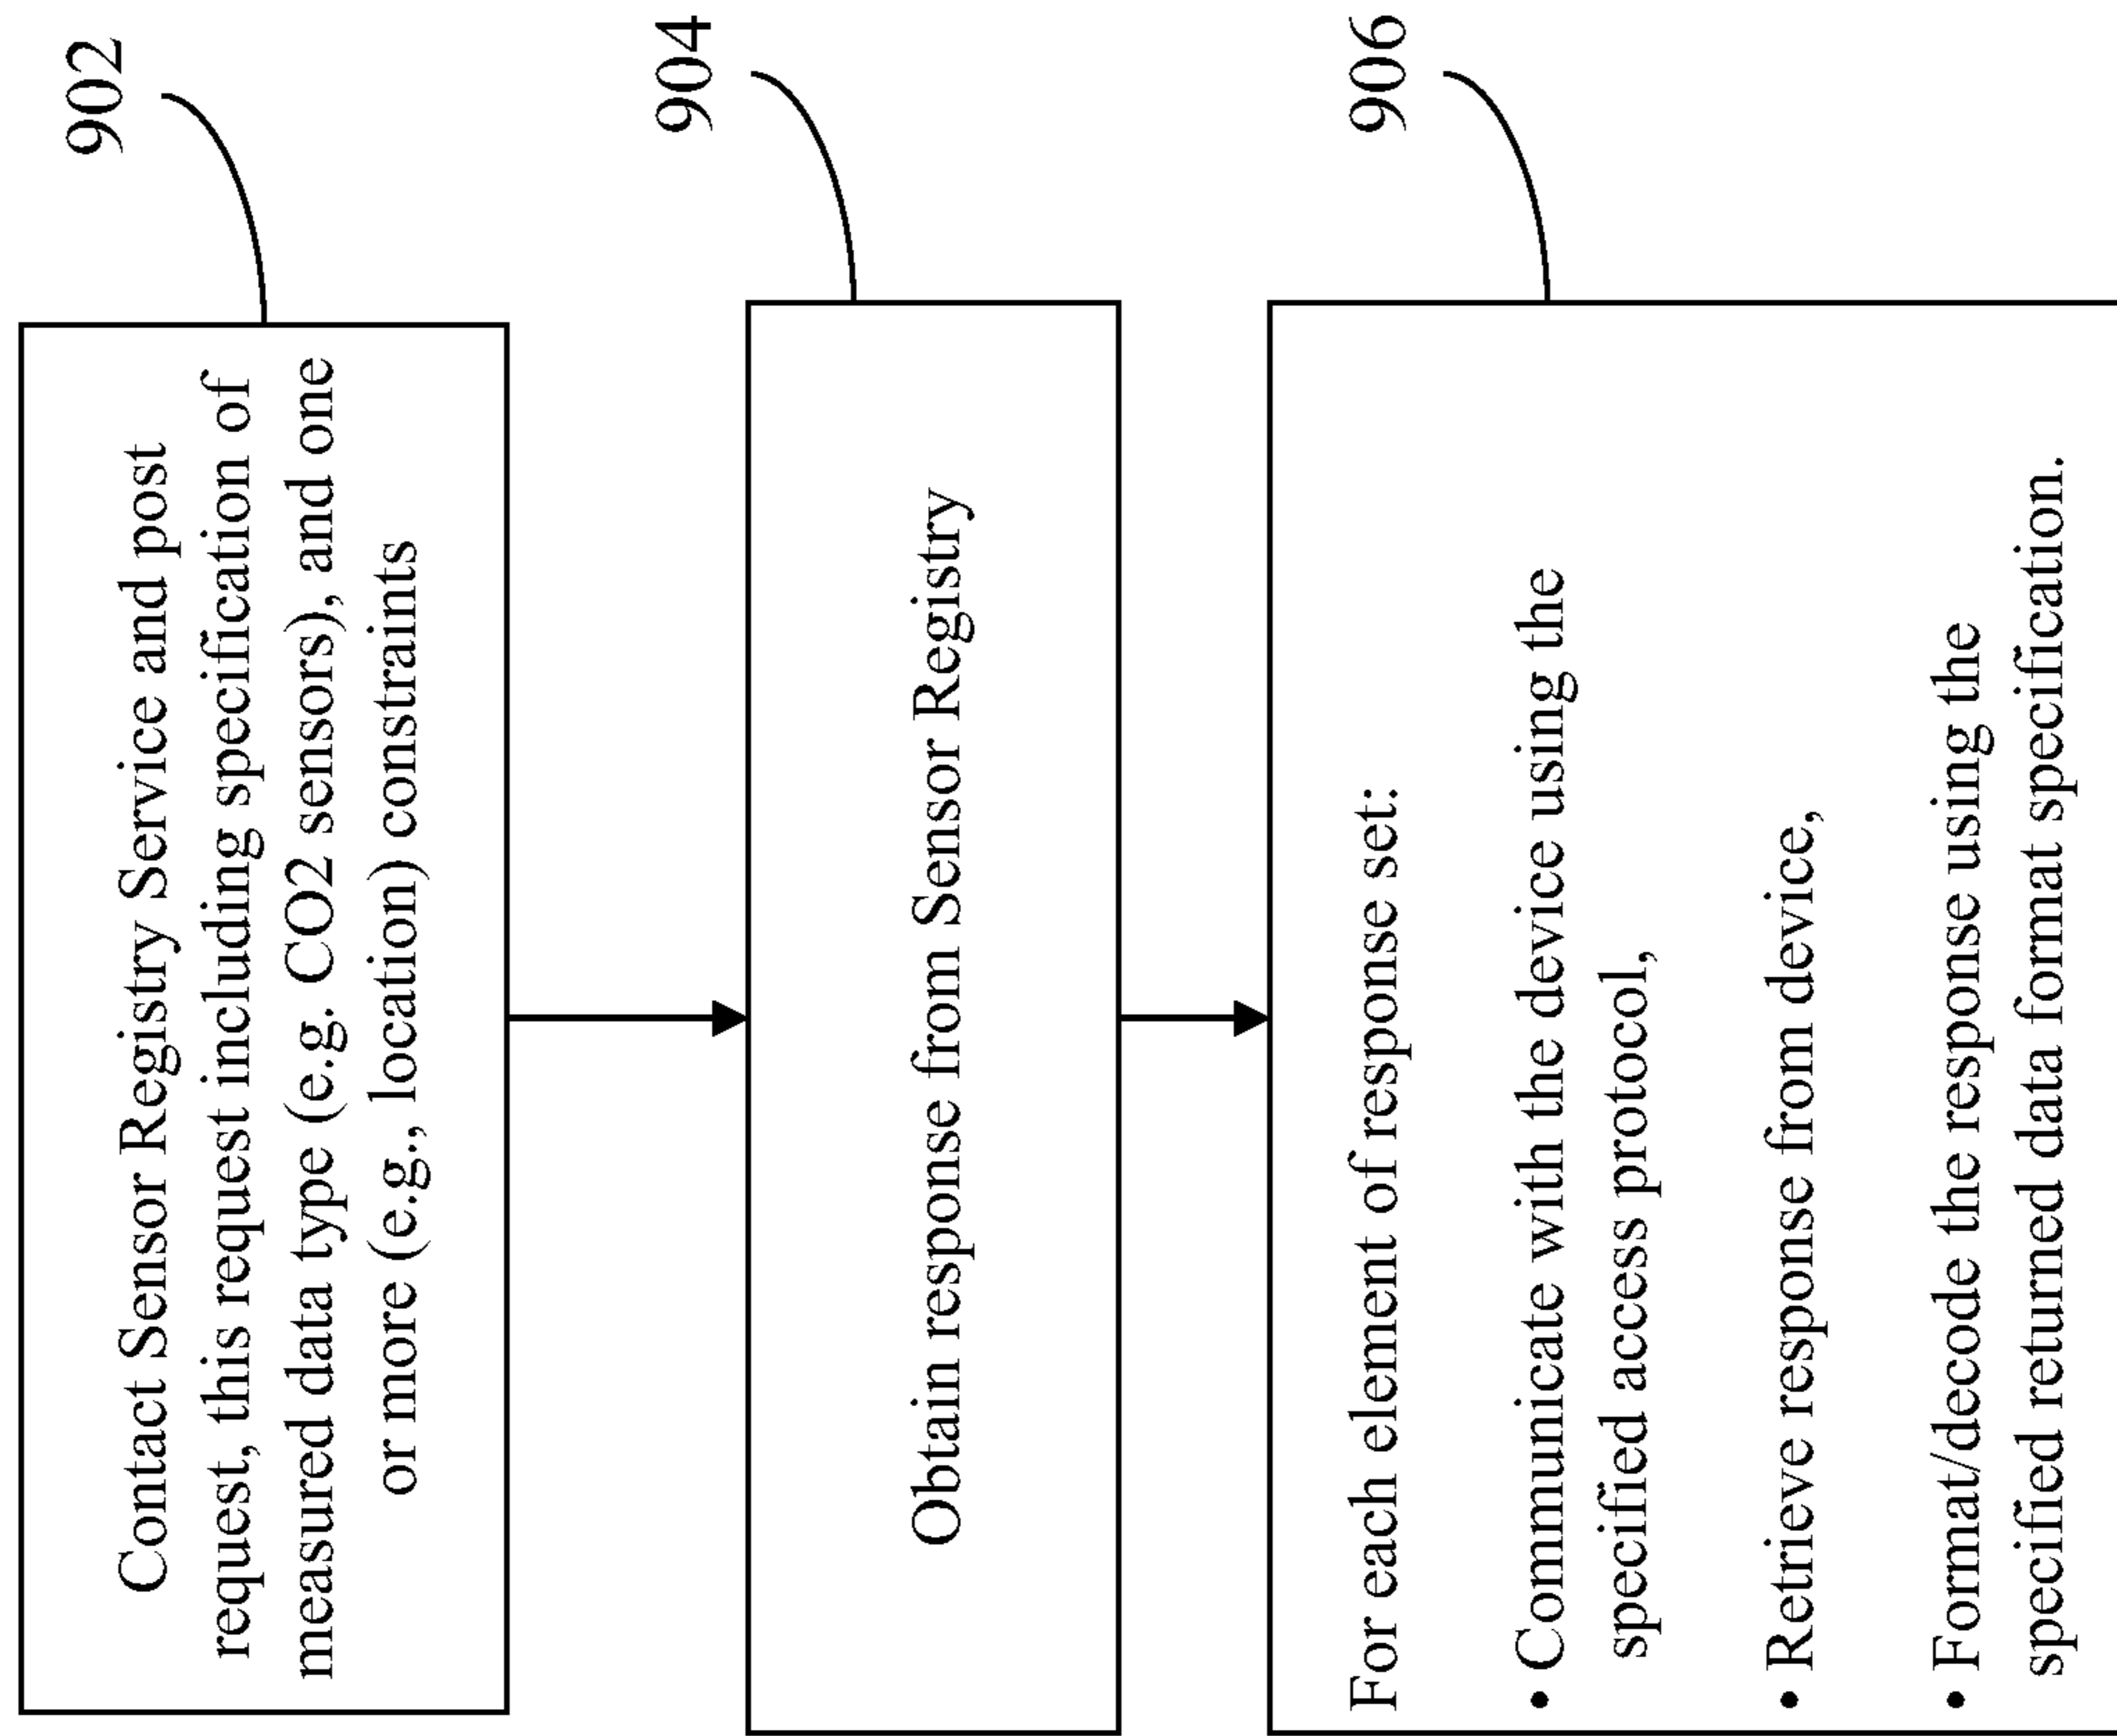 902
Contact Sensor Registry Service and post
request, this request including specification of
measured data type (e.g. CO2 sensors), and one
or more (e.g., location) constraints
904
Obtain response from Sensor Registry
906
For each element of response set:
• Communicate with the device using the
specified access protocol,
• Retrieve response from device,
• Format/decode the response using the
specified returned data format specification.